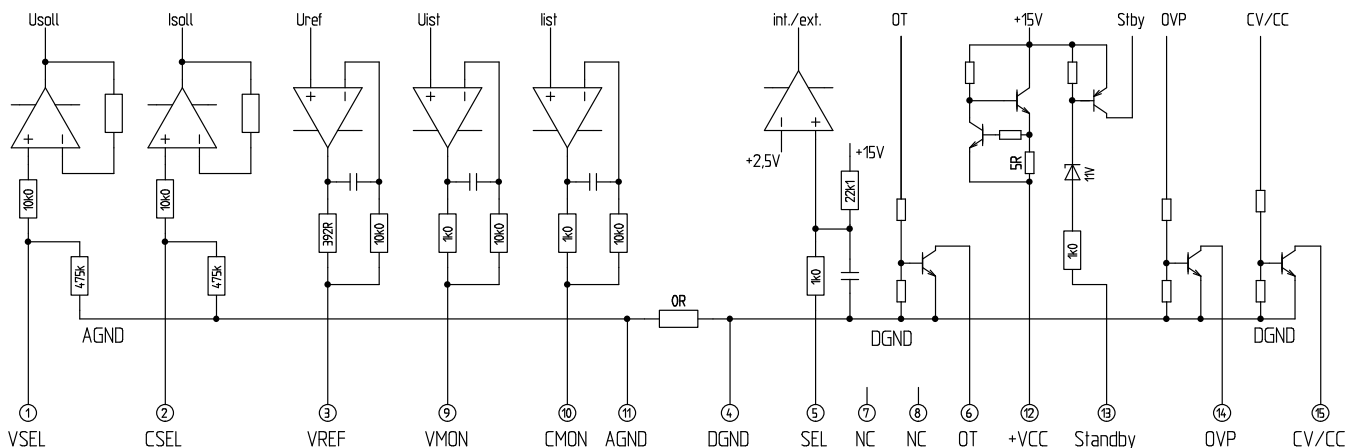 Usoll Isoll Uref Uist Iist int./ext. OT +15V Stby OVP CV/CC
+ - + - + - + - + - - +
+2,5V +15V
5R
11V
22k1
10k0 10k0
392R 10k0 1k0 10k0 1k0 10k0
1k0 1k0
475k 475k
0R
AGND DGND DGND
1 2 3 9 10 11 4 5 7 8 6 12 13 14 15
VSEL CSEL VREF VMON CMON AGND DGND SEL NC NC OT +VCC Standby OVP CV/CC